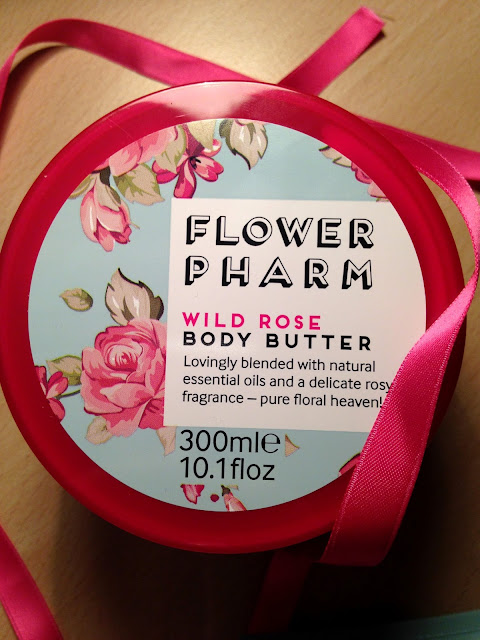 FLOWER
PHARM
WILD ROSE
BODY BUTTER
Lovingly blended with natural
essential oils and a delicate rosy
fragrance – pure floral heaven!
300ml℮
10.1floz